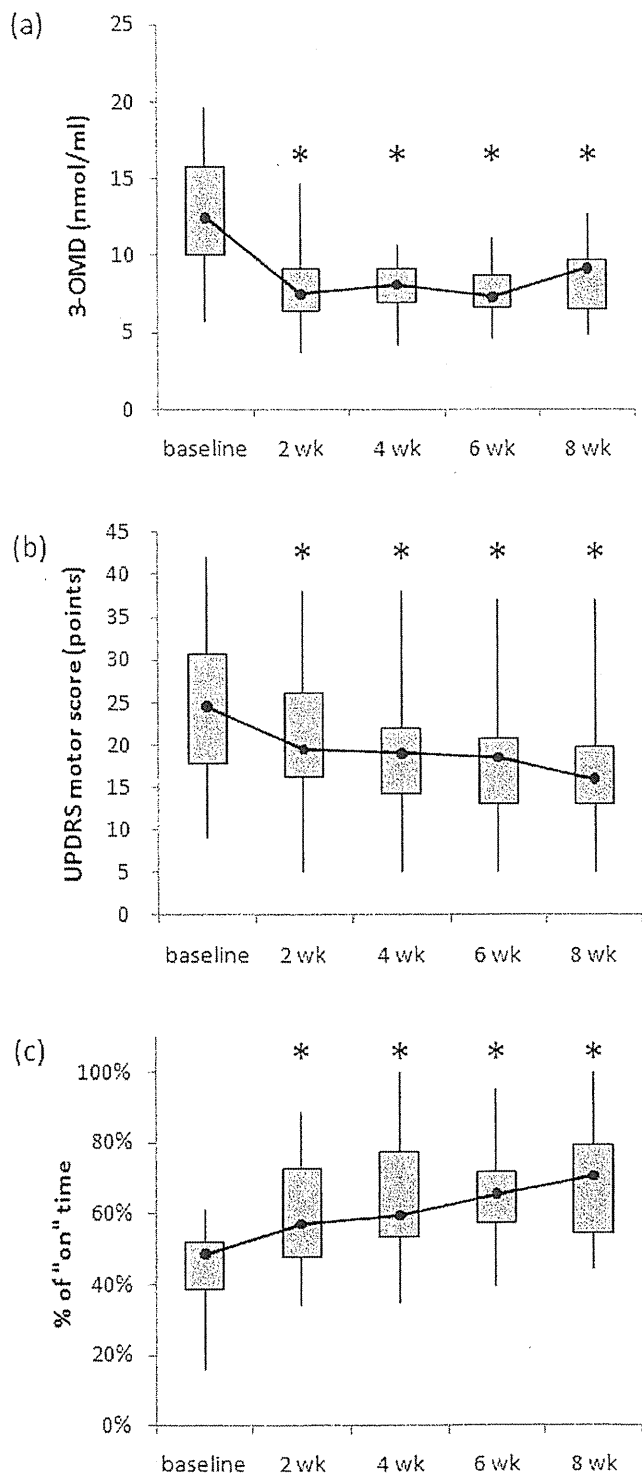 (a)
3-OMD (nmol/ml)
25
20
15
10
5
0
* * * *
baseline 2 wk 4 wk 6 wk 8 wk
(b)
UPDRS motor score (points)
45
40
35
30
25
20
15
10
5
0
* * * *
baseline 2 wk 4 wk 6 wk 8 wk
(c)
% of "on" time
100%
80%
60%
40%
20%
0%
* * * *
baseline 2 wk 4 wk 6 wk 8 wk